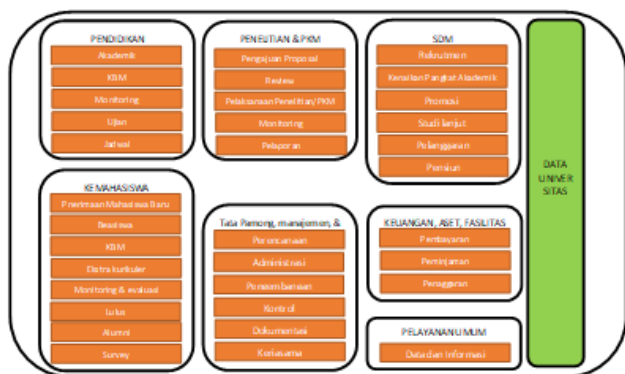 PENDIDIKAN
Akademik
KBM
Monitoring
Ujian
Jadwal
PENELITIAN & PKM
Pengajuan Proposal
Review
Pelaksanaan Penelitian/PKM
Monitoring
Pelaporan
SDM
Rekrutmen
Kenaikan Pangkat Akademik
Promosi
Studi lanjut
Pelanggaran
Pensiun
KEMAHASISWA
Penerimaan Mahasiswa Baru
Beasiswa
KBM
Ekstra kurikuler
Monitoring & evaluasi
Lulus
Alumni
Survey
Tata Pamong, manajemen, &
Perencanaan
Administrasi
Pengembangan
Kontrol
Dokumentasi
Kerjasama
KEUANGAN, ASET, FASILITAS
Pembayaran
Peminjaman
PELAYANAN UMUM
Data dan Informasi
DATA
UNIVER
SITAS